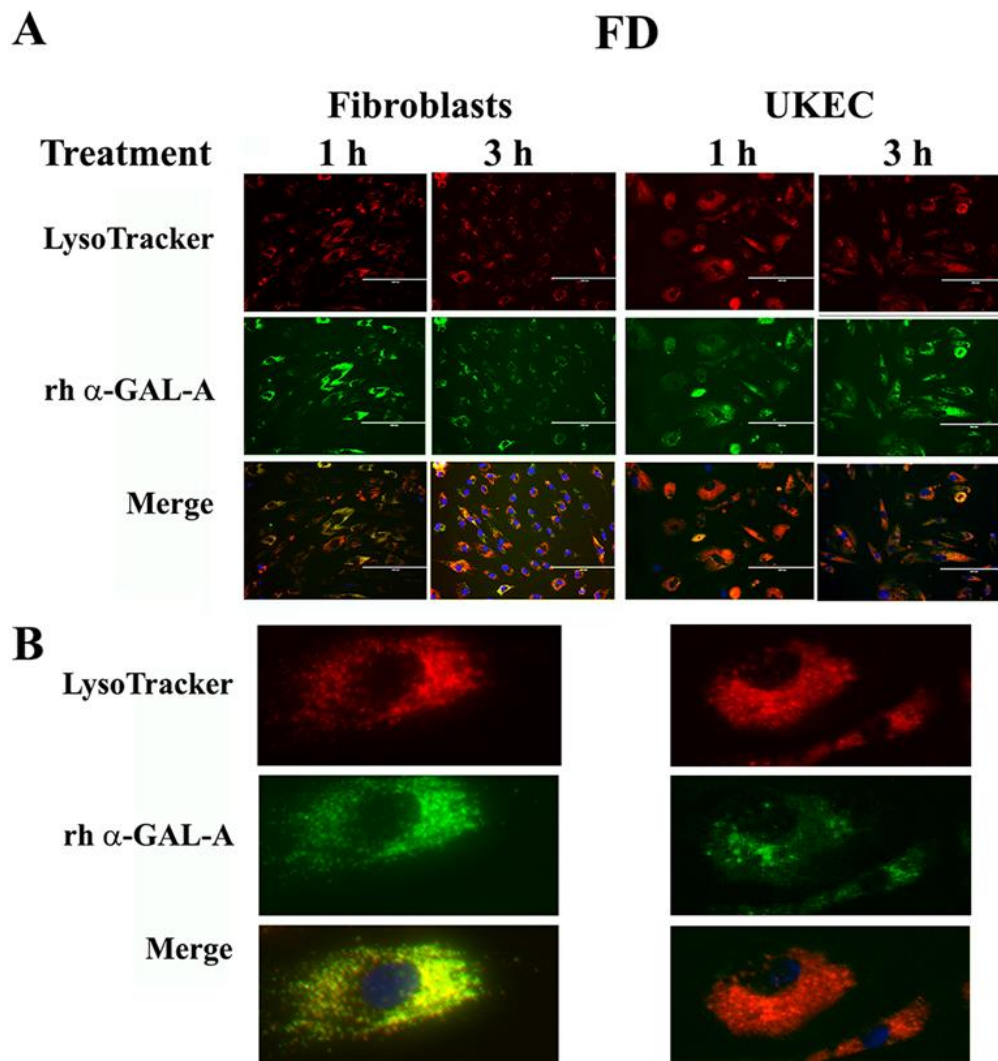 A
FD
Fibroblasts UKEC
Treatment 1 h 3 h 1 h 3 h
LysoTracker
rh α-GAL-A
Merge
B
LysoTracker
rh α-GAL-A
Merge